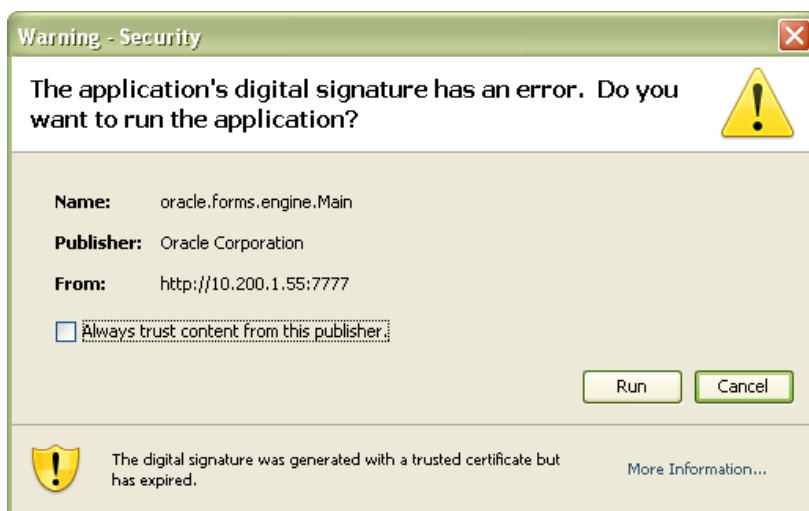 Warning - Security
The application's digital signature has an error. Do you
want to run the application?
Name: oracle.forms.engine.Main
Publisher: Oracle Corporation
From: http://10.200.1.55:7777
Always trust content from this publisher.
Run Cancel
The digital signature was generated with a trusted certificate but
has expired.
More Information...